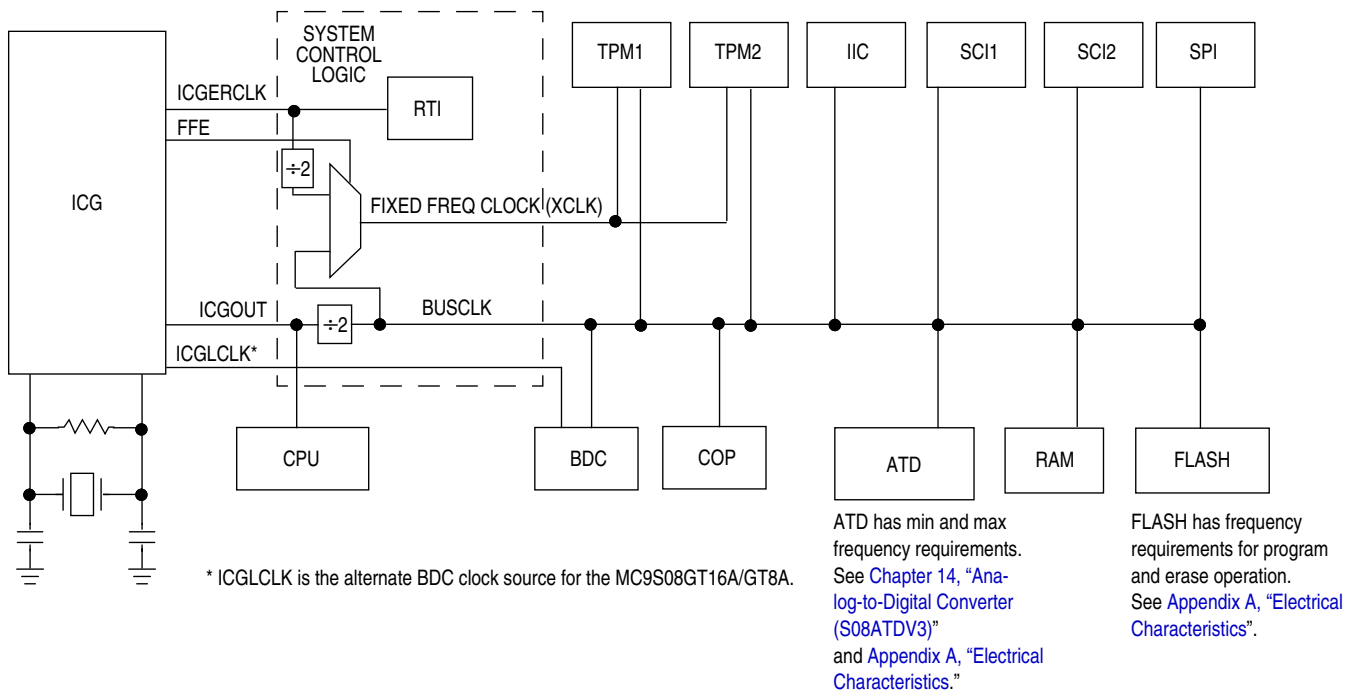 SYSTEM
CONTROL
LOGIC
TPM1
TPM2
IIC
SCI1
SCI2
SPI
ICGERCLK
RTI
FFE
÷2
ICG
FIXED FREQ CLOCK (XCLK)
ICGOUT
÷2
BUSCLK
ICGLCLK*
CPU
BDC
COP
ATD
RAM
FLASH
ATD has min and max
frequency requirements.
See Chapter 14, “Ana-
log-to-Digital Converter
(S08ATDV3)”
and Appendix A, “Electrical
Characteristics.”
FLASH has frequency
requirements for program
and erase operation.
See Appendix A, “Electrical
Characteristics”.
* ICGLCLK is the alternate BDC clock source for the MC9S08GT16A/GT8A.